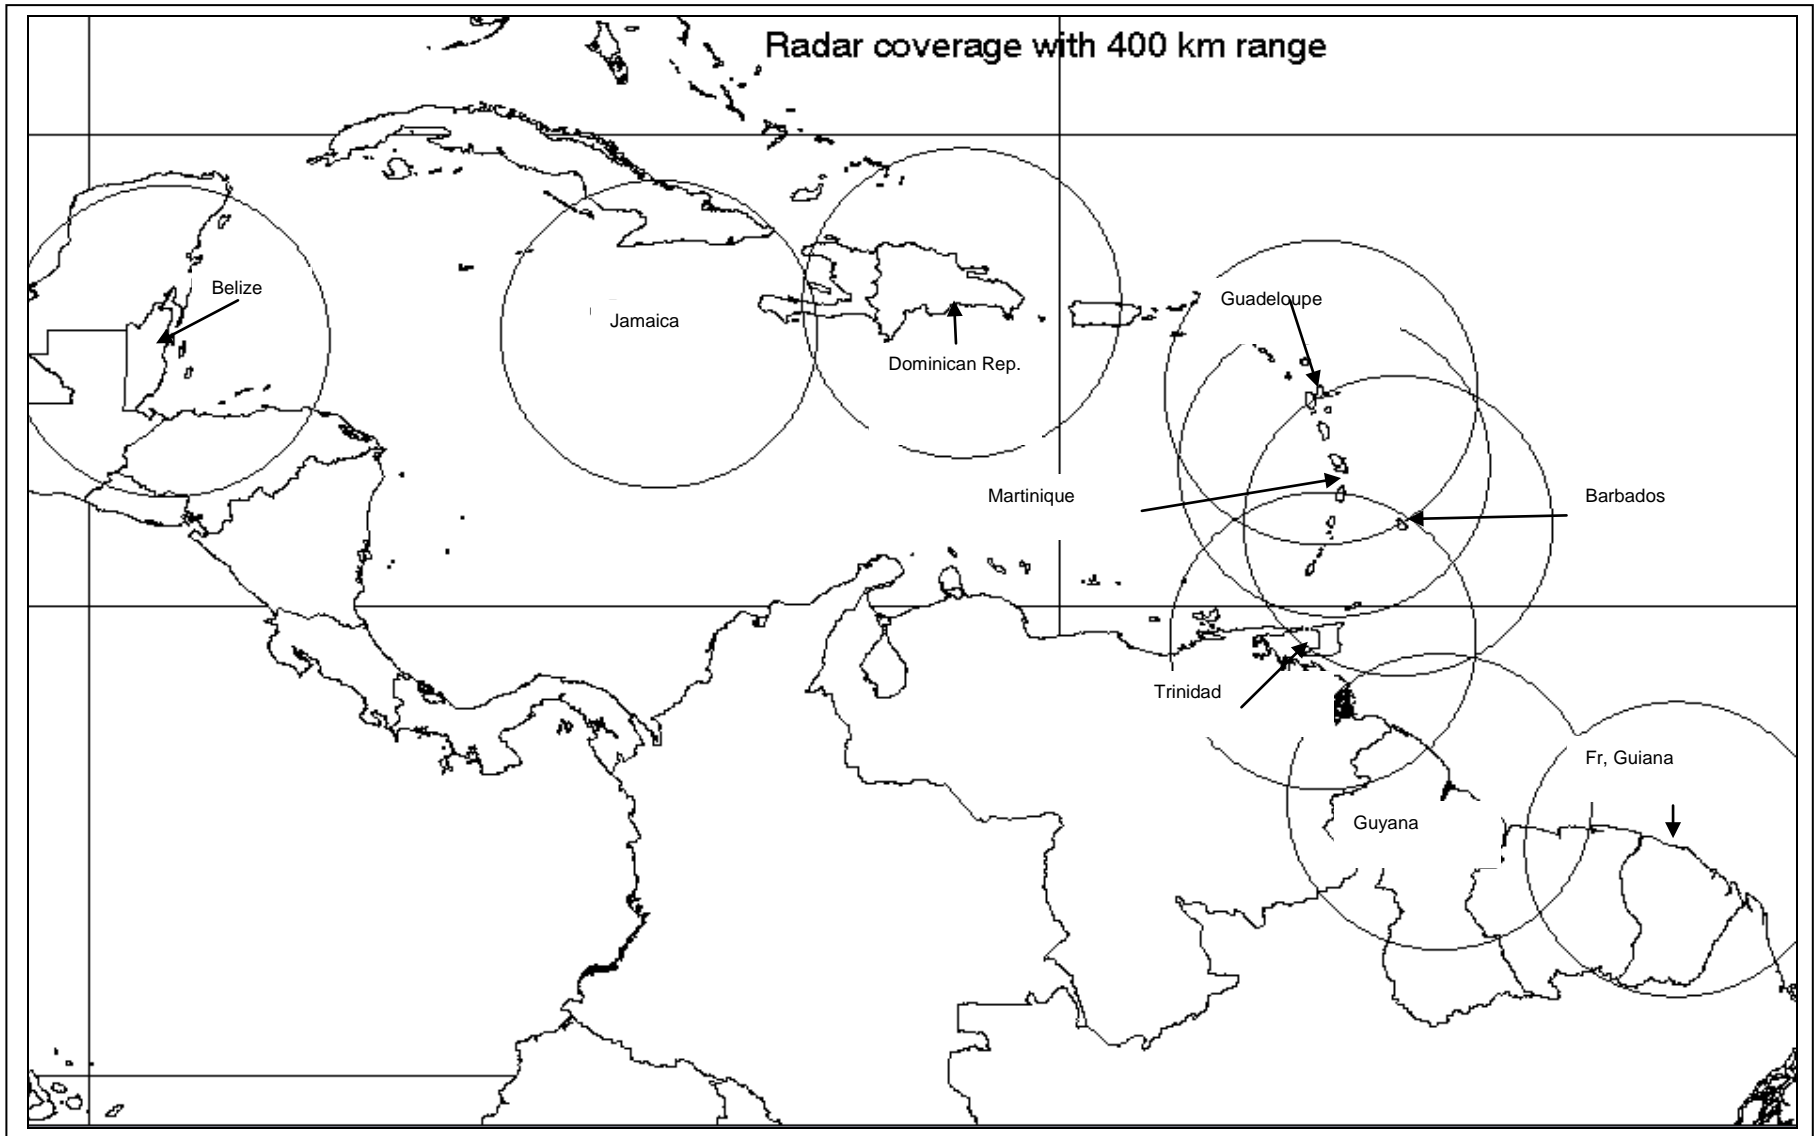 Radar coverage with 400 km range
Belize
Jamaica
Guadeloupe
Dominican Rep.
Martinique
Barbados
Trinidad
Fr, Guiana
Guyana